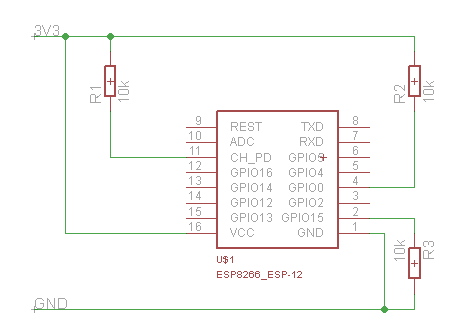 3V3
R1
10k
R2
10k
9 REST TXD 8
10 ADC RXD 7
11 CH_PD GPIO5 6
12 GPIO16 GPIO4 5
13 GPIO14 GPIO0 4
14 GPIO12 GPIO2 3
15 GPIO13 GPIO15 2
16 VCC GND 1
U$1
ESP8266_ESP-12
10k
R3
GND